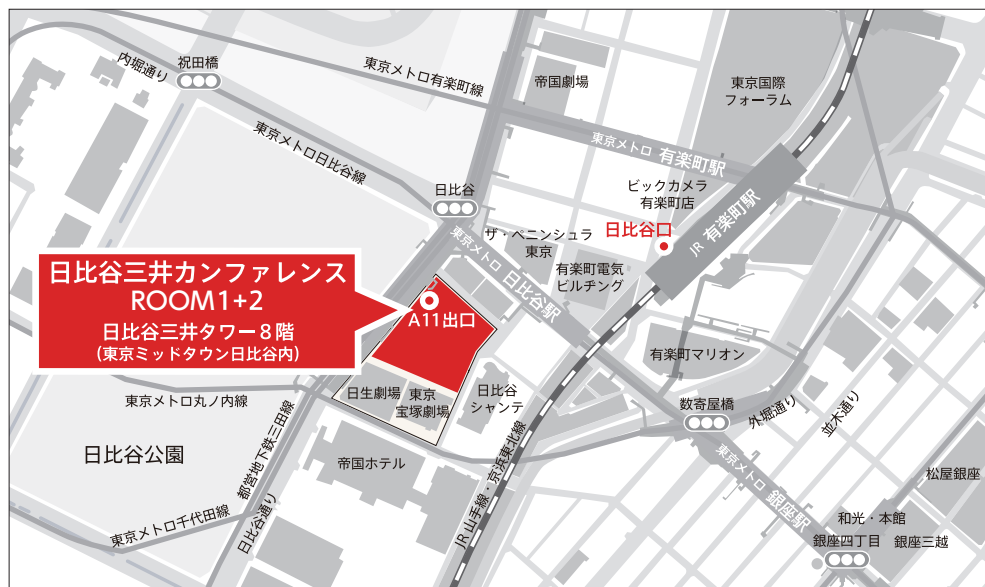 内堀通り
祝田橋
東京メトロ有楽町線
帝国劇場
東京国際
フォーラム
東京メトロ日比谷線
東京メトロ 有楽町駅
日比谷
ビックカメラ
有楽町店
日比谷口
JR 有楽町駅
ザ・ペニンシュラ
東京
東京メトロ 日比谷駅
有楽町電気
ビルヂング
日比谷三井カンファレンス
ROOM1+2
日比谷三井タワー8階
(東京ミッドタウン日比谷内)
A11出口
有楽町マリオン
東京メトロ丸ノ内線
日生劇場
東京
宝塚劇場
日比谷
シャンテ
数寄屋橋
外堀通り
並木通り
日比谷公園
都営地下鉄三田線
帝国ホテル
JR 山手線・京浜東北線
東京メトロ 銀座駅
松屋銀座
東京メトロ千代田線
日比谷通り
和光・本館
銀座四丁目
銀座三越